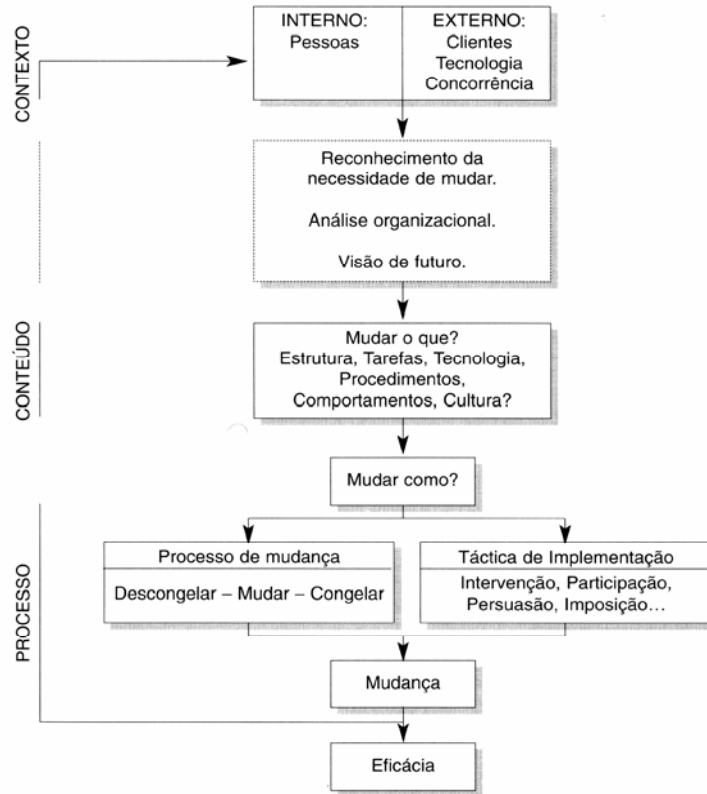 CONTEXTO
INTERNO:
Pessoas
EXTERNO:
Clientes
Tecnologia
Concorrência
Reconhecimento da
necessidade de mudar.
Análise organizacional.
Visão de futuro.
CONTEÚDO
Mudar o que?
Estrutura, Tarefas, Tecnologia,
Procedimentos,
Comportamentos, Cultura?
Mudar como?
PROCESSO
Processo de mudança
Descongelar – Mudar – Congelar
Táctica de Implementação
Intervenção, Participação,
Persuasão, Imposição...
Mudança
Eficácia